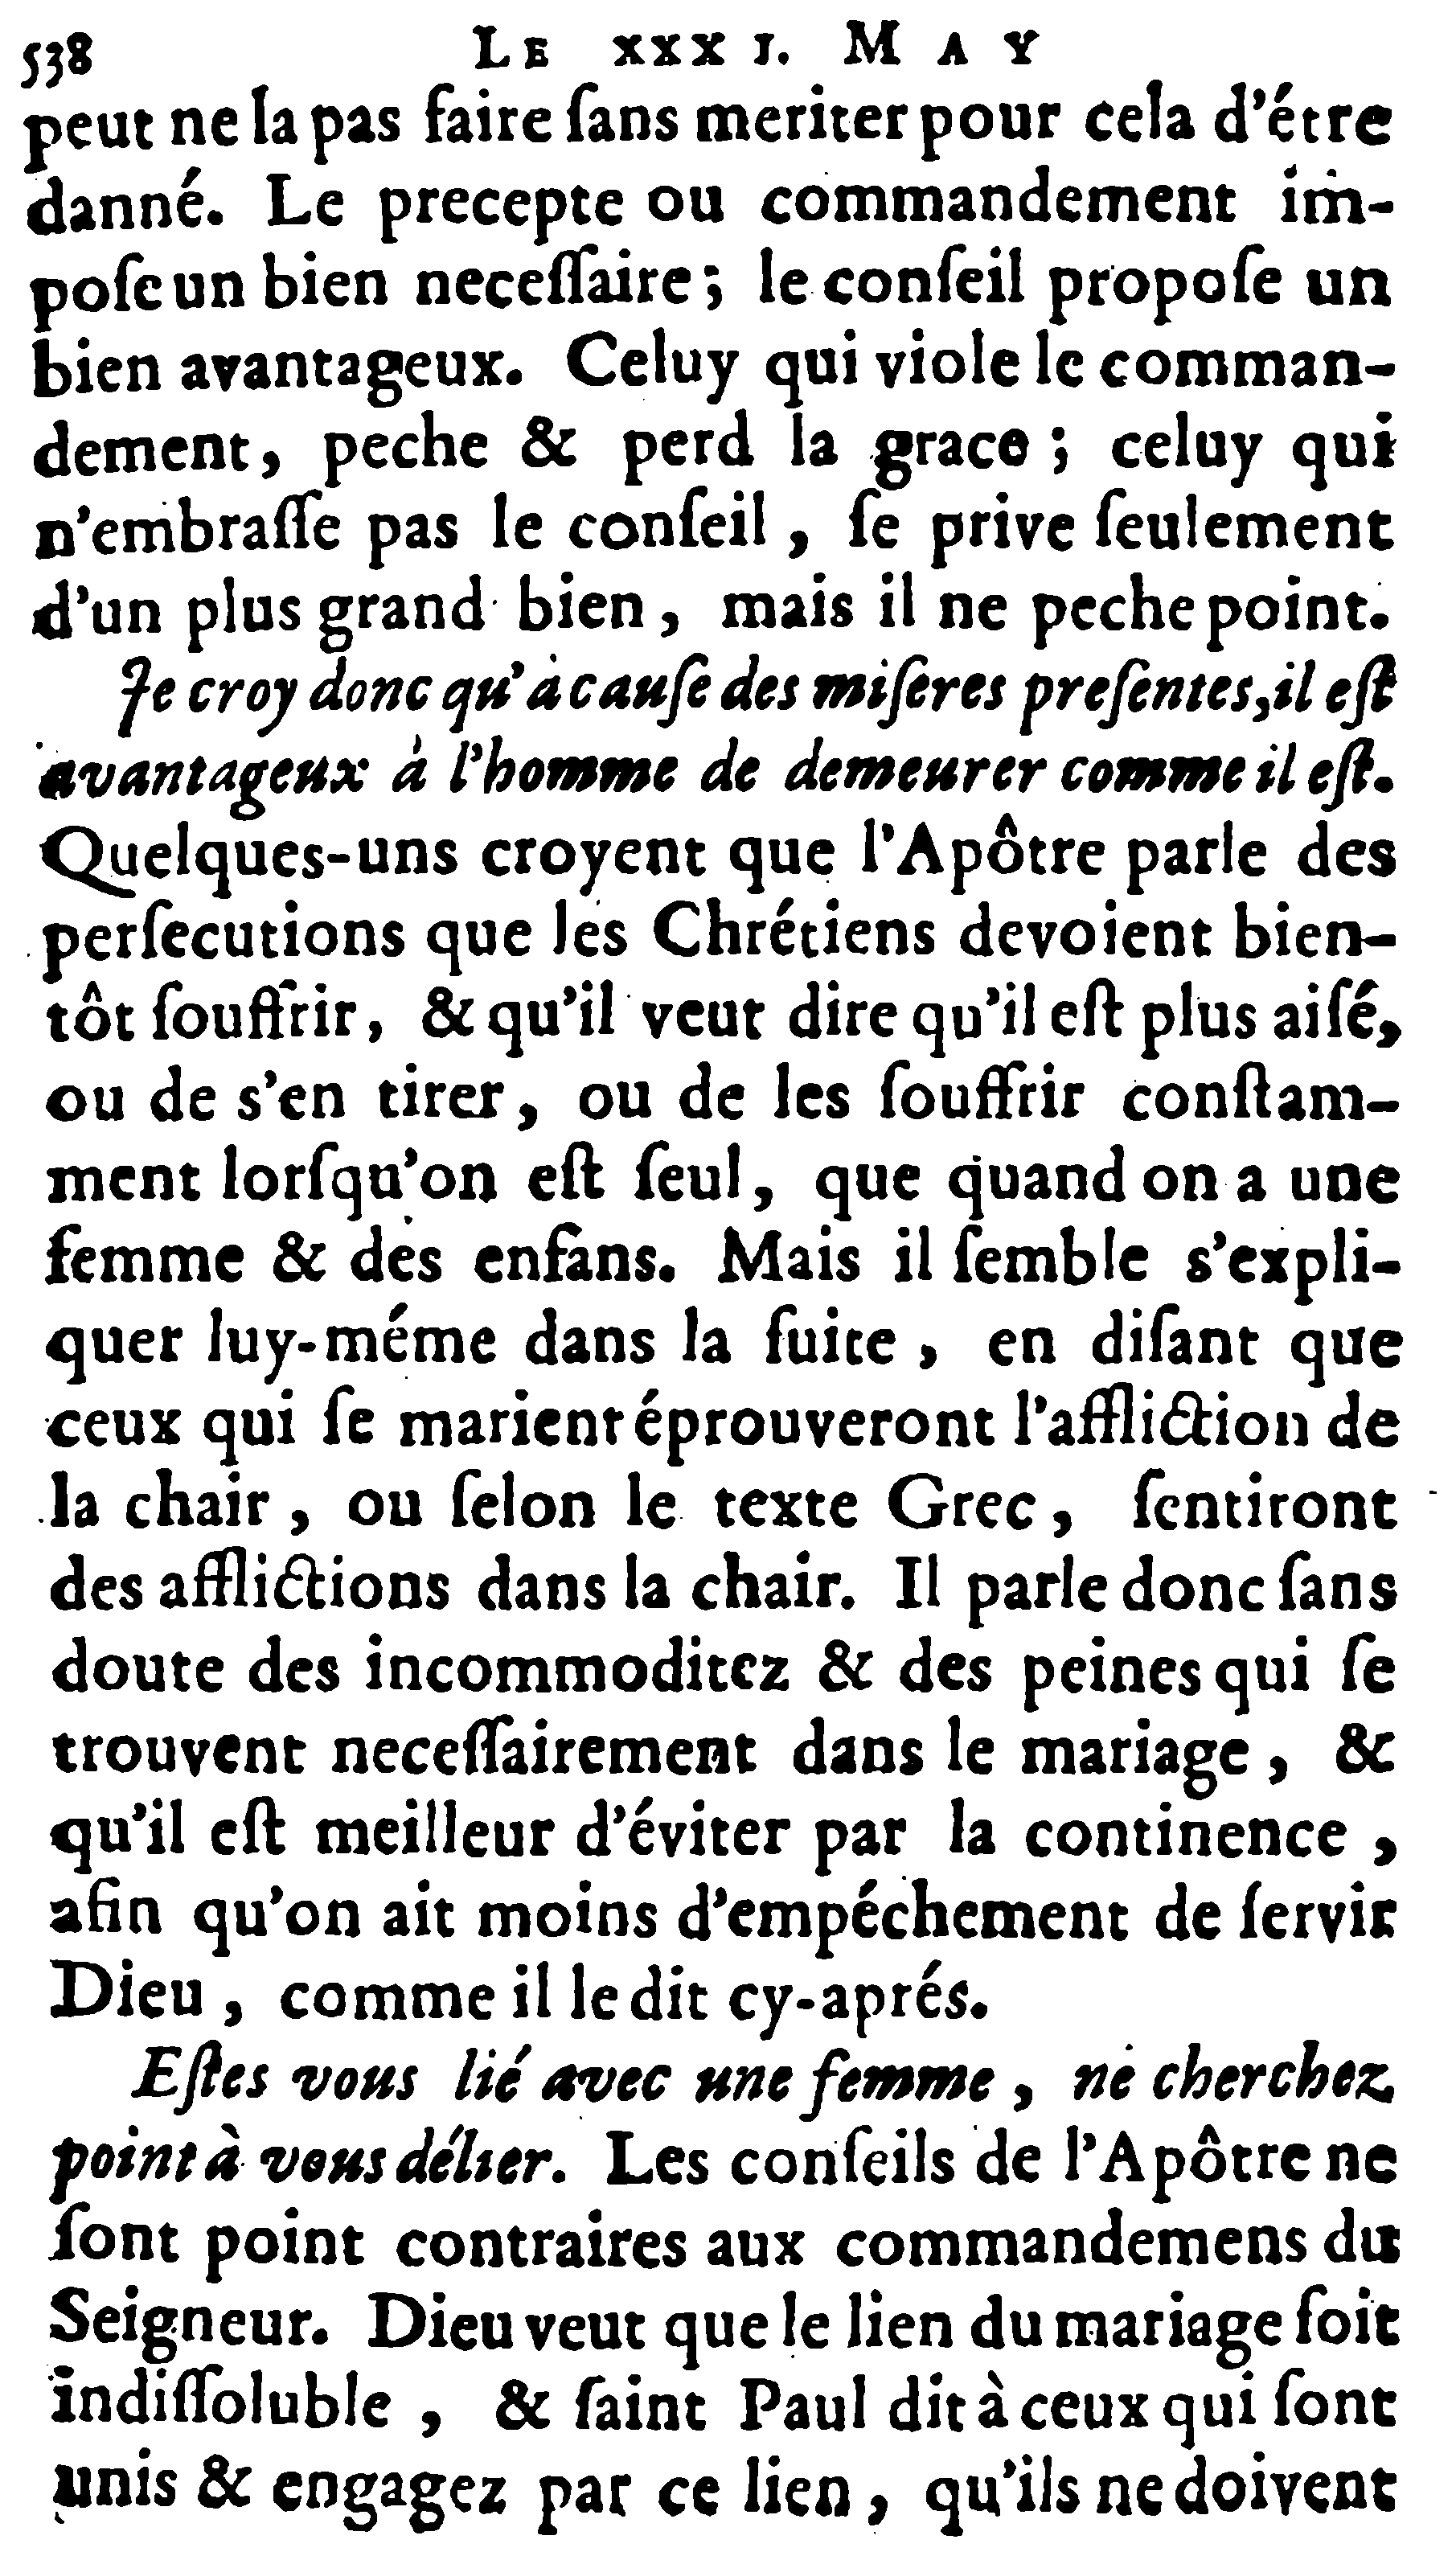 538 LE XXXI. MAY
peut ne la pas faire ſans meriter pour cela d'étre
danné. Le precepte ou commandement im-
poſe un bien neceſſaire; le conſeil propoſe un
bien avantageux. Celuy qui viole le comman-
dement, peche & perd la grace; celuy qui
n'embraſſe pas le conſeil, ſe prive ſeulement
d'un plus grand bien, mais il ne peche point.
Je croy donc qu'à cauſe des miſeres preſentes, il eſt
avantageux à l'homme de demeurer comme il eſt.
Quelques-uns croyent que l'Apôtre parle des
perſecutions que les Chrétiens devoient bien-
tôt ſouffrir, & qu'il veut dire qu'il eſt plus aiſé,
ou de s'en tirer, ou de les ſouffrir conſtam-
ment lorſqu'on eſt ſeul, que quand on a une
femme & des enfans. Mais il ſemble s'expli-
quer luy-méme dans la ſuite, en diſant que
ceux qui ſe marient éprouveront l'affliction de
la chair, ou ſelon le texte Grec, ſentiront
des afflictions dans la chair. Il parle donc ſans
doute des incommoditez & des peines qui ſe
trouvent neceſſairement dans le mariage, &
qu'il eſt meilleur d'éviter par la continence,
afin qu'on ait moins d'empéchement de ſervir
Dieu, comme il le dit cy-aprés.
Eſtes vous lié avec une femme, ne cherchez
point à vous délier. Les conſeils de l'Apôtre ne
ſont point contraires aux commandemens du
Seigneur. Dieu veut que le lien du mariage ſoit
indiſſoluble, & ſaint Paul dit à ceux qui ſont
unis & engagez par ce lien, qu'ils ne doivent